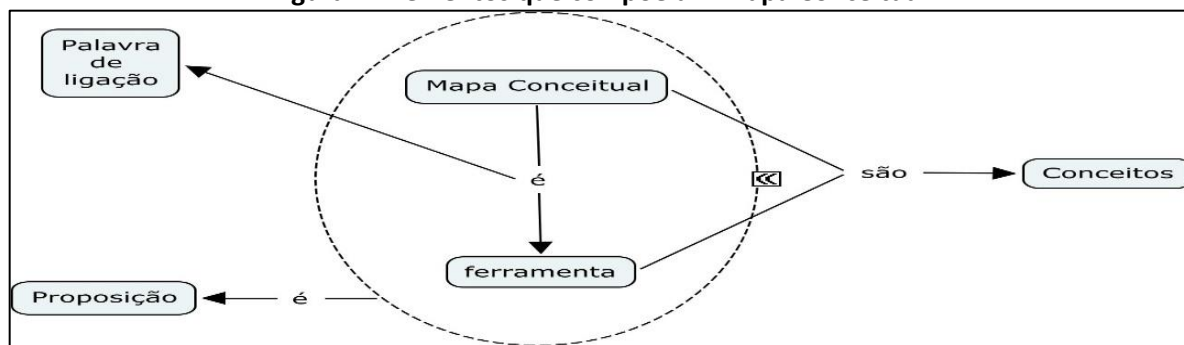 Palavra
de
ligação
Mapa Conceitual
é
são
Conceitos
ferramenta
Proposição
é